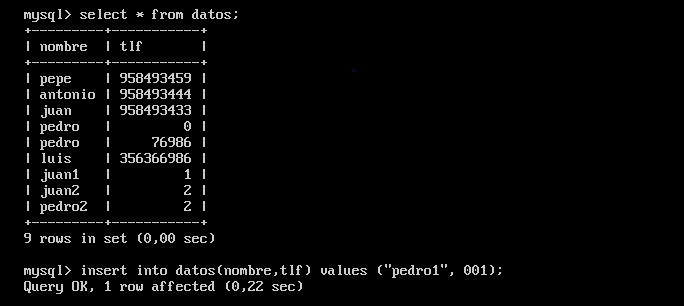 mysql> select * from datos;
+---------+-----------+
| nombre  | tlf       |
+---------+-----------+
| pepe    | 958493459 |
| antonio | 958493444 |
| juan    | 958493433 |
| pedro   |         0 |
| pedro   |     76986 |
| luis    | 356366986 |
| juan1   |         1 |
| juan2   |         2 |
| pedro2  |         2 |
+---------+-----------+
9 rows in set (0,00 sec)
mysql> insert into datos(nombre,tlf) values ("pedro1", 001);
Query OK, 1 row affected (0,22 sec)